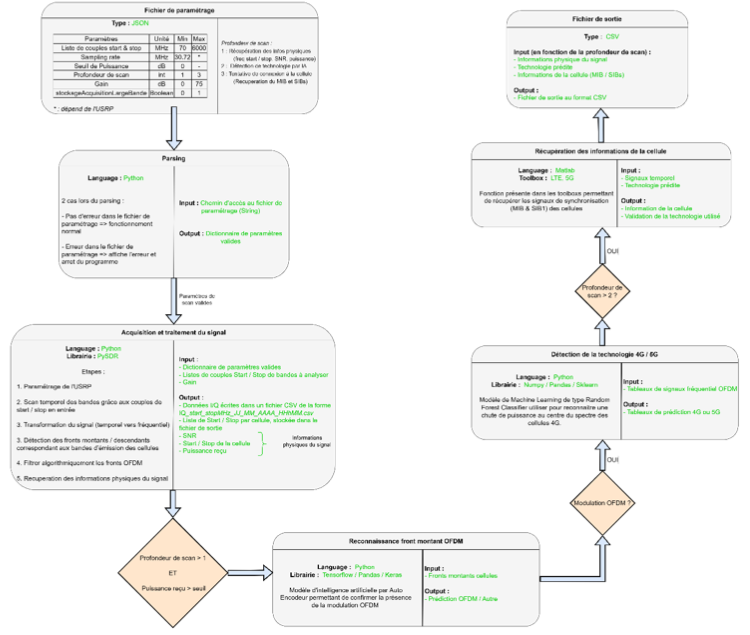 Fichier de paramétrage
Type : JSON
Paramètres Unité Min Max
Liste de couples start & stop MHz 70 6000
Sampling rate MHz 30.72 *
Seuil de Puissance dB 0 -
Profondeur de scan int 1 3
Gain dB 0 75
stockageAcquisitionLargeBande Boolean 0 1
* : dépend de l'USRP
Profondeur de scan :
1 : Récupération des infos physiques
(freq start / stop SNR, puissance)
2 : Détection de technologie par IA
3 : Tentative de connexion à la cellule
(Recuperation du MIB et SIBs)
Parsing
Language : Python
2 cas lors du parsing :
- Pas d'erreur dans le fichier de
paramétrage => fonctionnement
normal
- Erreur dans le fichier de
paramétrage => affiche l'erreur et
arret du programme
Input : Chemin d'accès au fichier de
paramétrage (String)
Output : Dictionnaire de paramètres
valides
Paramètres de
scan valides
Acquisition et traitement du signal
Language : Python
Librairie : PySDR
Etapes :
1. Paramétrage de l'USRP
2. Scan temporel des bandes grâce aux couples de
start / stop en entrée
3. Transformation du signal (temporel vers fréquentiel)
3. Détection des fronts montants / descendants
correspondant aux bandes d'émission des cellules
4. Filtrer algorithmiquement les fronts OFDM
5. Recuperation des informations physiques du signal
Input :
- Dictionnaire de paramètres valides
- Listes de couples Start / Stop de bandes à analyser
- Gain
Output :
- Données I/Q écrites dans un fichier CSV de la forme
IQ_start_stopMHz_JJ_MM_AAAA_HHhMM.csv
- Liste de Start / Stop par cellule, stockée dans le
fichier de sortie
- SNR
- Start / Stop de la cellule
- Puissance reçu
Informations
physiques du signal
Profondeur de scan > 1
ET
Puissance reçu > seuil
Reconnaissance front montant OFDM
Language : Python
Librairie : Tensorflow / Pandas / Keras
Modèle d'intelligence artificielle par Auto
Encodeur permettant de confirmer la présence
de la modulation OFDM
Input :
- Fronts montants cellules
Output :
- Prédiction OFDM / Autre
Modulation OFDM ?
OUI
Détection de la technologie 4G / 5G
Language : Python
Librairie : Numpy / Pandas / Sklearn
Modèle de Machine Learning de type Random
Forest Classifier utiliser pour reconnaitre une
chute de puissance au centre du spectre des
cellules 4G.
Input :
- Tableaux de signaux fréquentiel OFDM
Output :
- Tableaux de prédiction 4G ou 5G
Profondeur de
scan > 2 ?
OUI
Récupération des informations de la cellule
Language : Matlab
Toolbox : LTE, 5G
Fonction présente dans les toolboxs permettant
de récupérer les signaux de synchronisation
(MIB & SIB1) des cellules
Input :
- Signaux temporel
- Technologie prédite
Output :
- Information de la cellule
- Validation de la technologie utilisé
Fichier de sortie
Type : CSV
Input (en fonction de la profondeur de scan) :
- Informations physique du signal
- Technologie prédite
- Informations de la cellule (MIB / SIBs)
Output :
- Fichier de sortie au format CSV